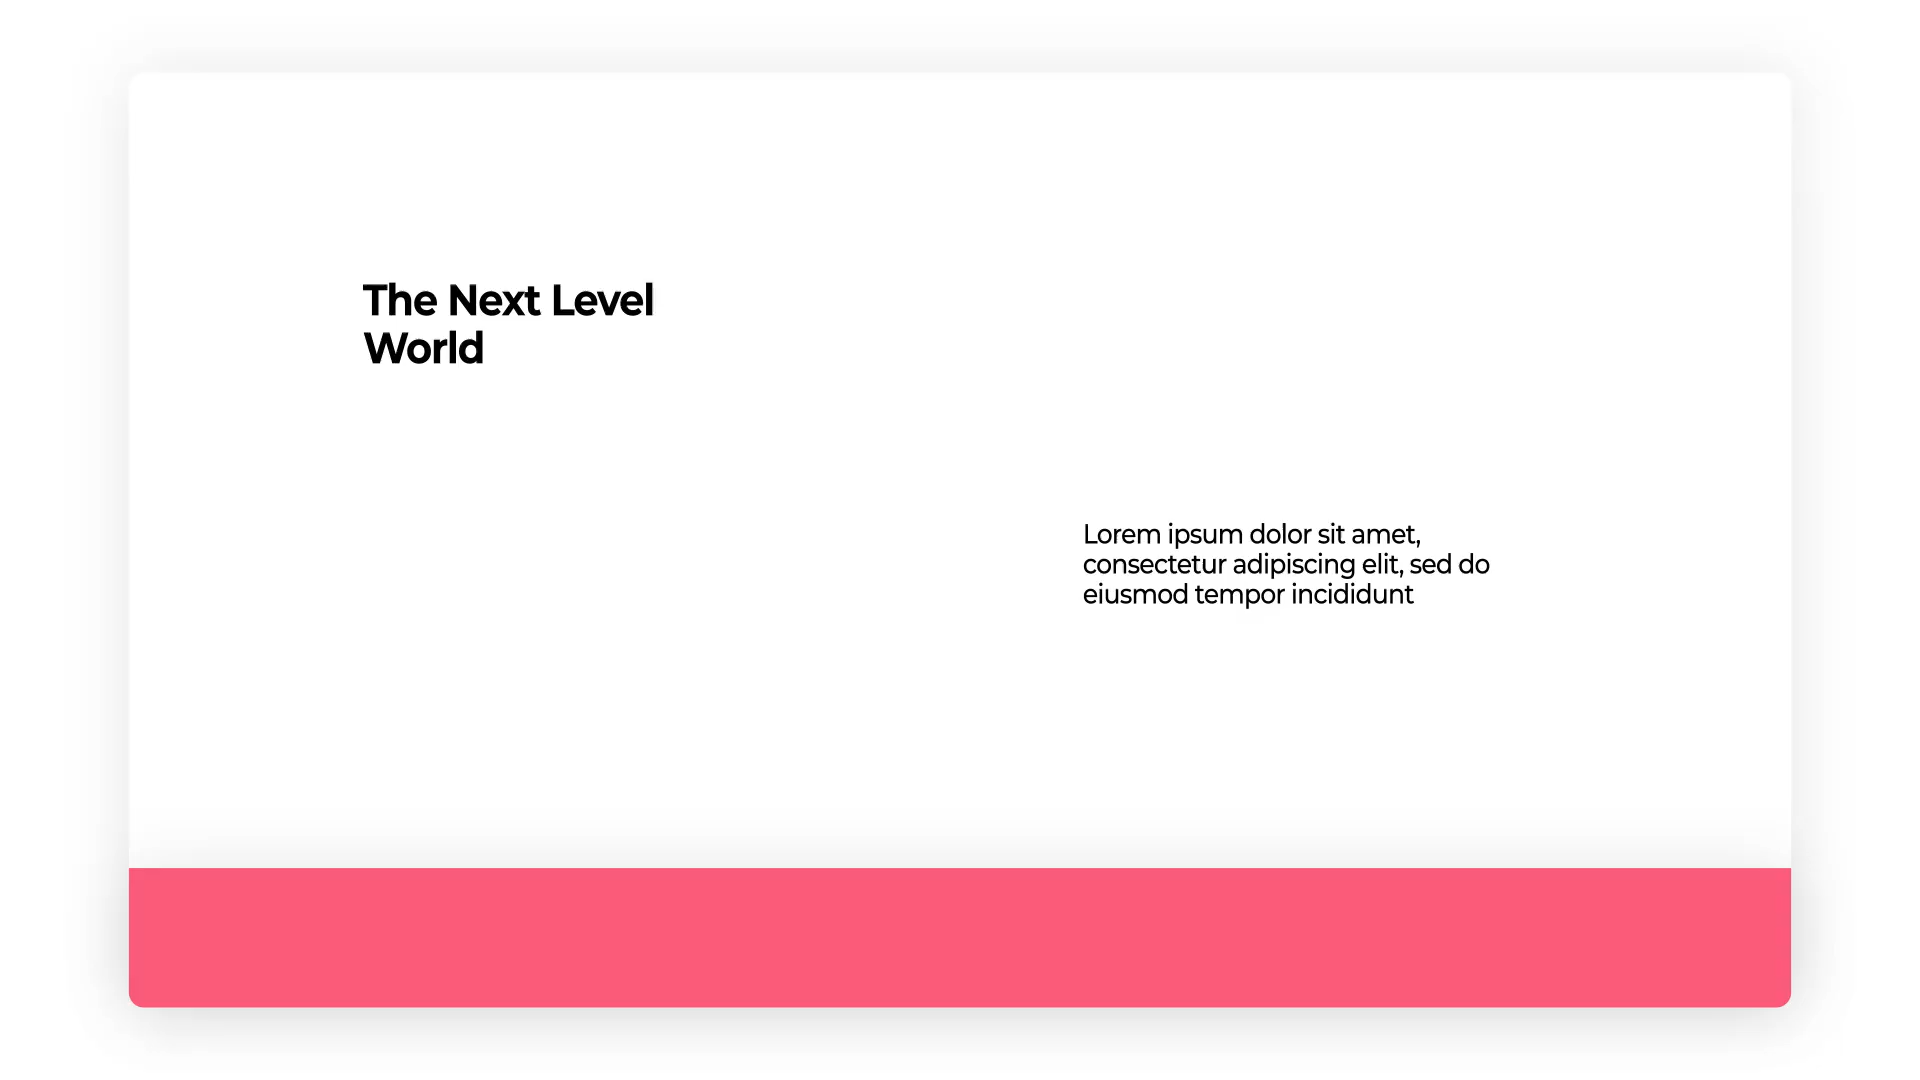 The Next Level
World
Lorem ipsum dolor sit amet,
consectetur adipiscing elit, sed do
eiusmod tempor incididunt